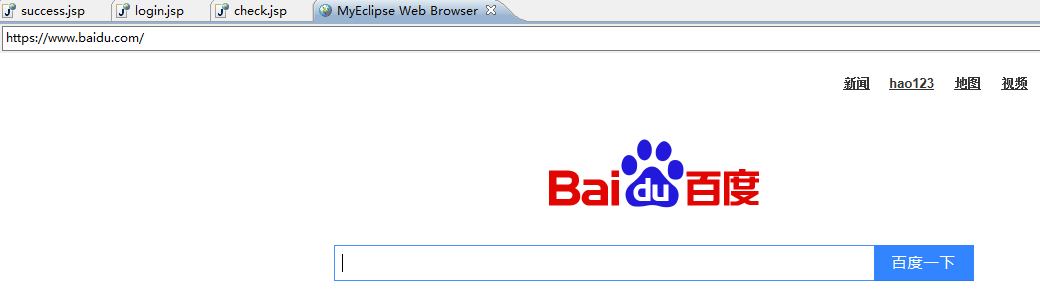 success.jsp login.jsp check.jsp MyEclipse Web Browser
https://www.baidu.com/
新闻 hao123 地图 视频
Bai du 百度
百度一下